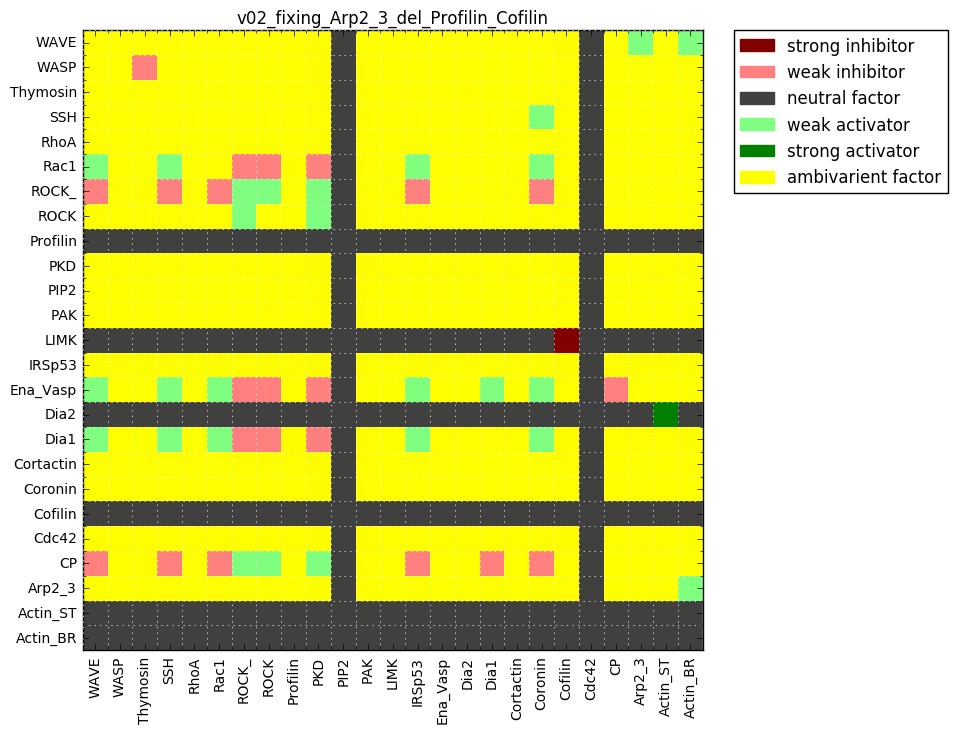 v02_fixing_Arp2_3_del_Profilin_Cofilin
WAVE
WASP
Thymosin
SSH
RhoA
Rac1
ROCK_
ROCK
Profilin
PKD
PIP2
PAK
LIMK
IRSp53
Ena_Vasp
Dia2
Dia1
Cortactin
Coronin
Cofilin
Cdc42
CP
Arp2_3
Actin_ST
Actin_BR
WAVE
WASP
Thymosin
SSH
RhoA
Rac1
ROCK_
ROCK
Profilin
PKD
PIP2
PAK
LIMK
IRSp53
Ena_Vasp
Dia2
Dia1
Cortactin
Coronin
Cofilin
Cdc42
CP
Arp2_3
Actin_ST
Actin_BR
strong inhibitor
weak inhibitor
neutral factor
weak activator
strong activator
ambivarient factor